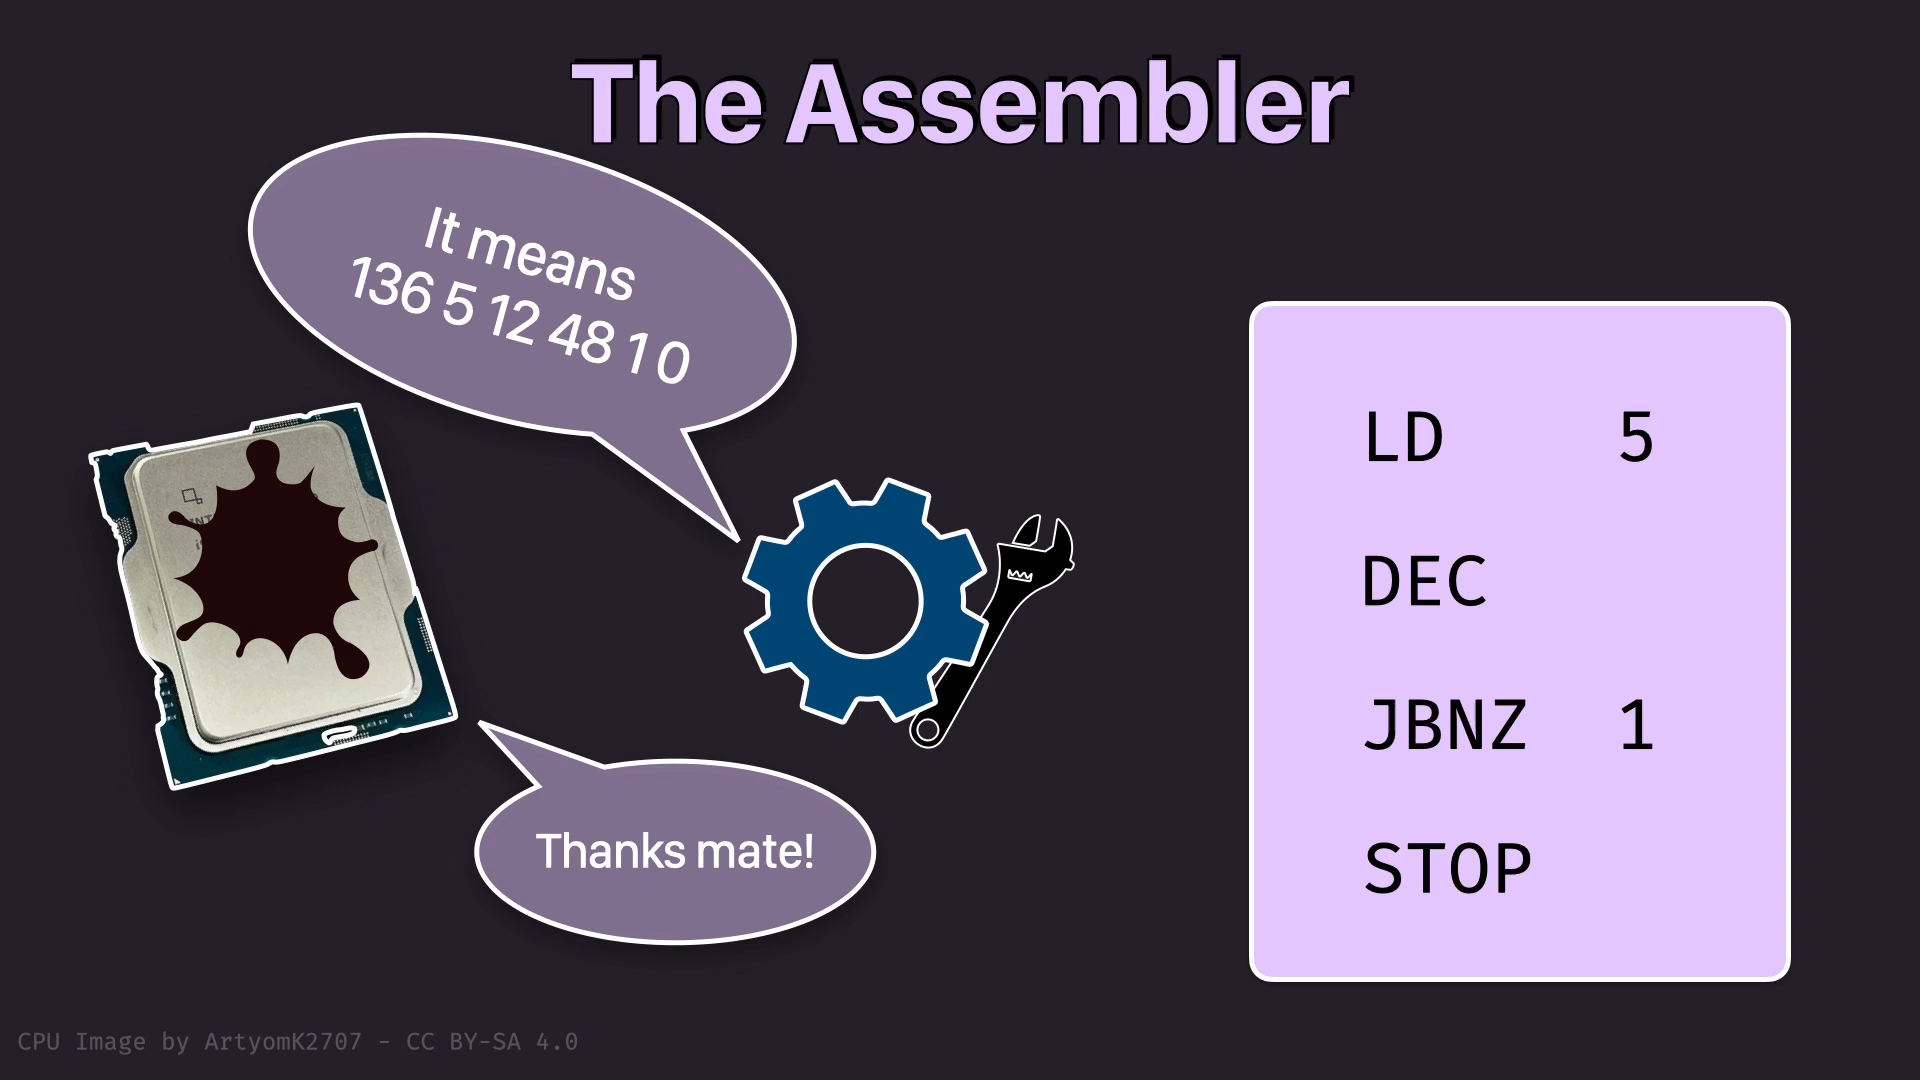 The Assembler
It means
136 5 12 48 1 0
LD 5
DEC
JBNZ 1
STOP
Thanks mate!
CPU Image by ArtyomK2707 - CC BY-SA 4.0